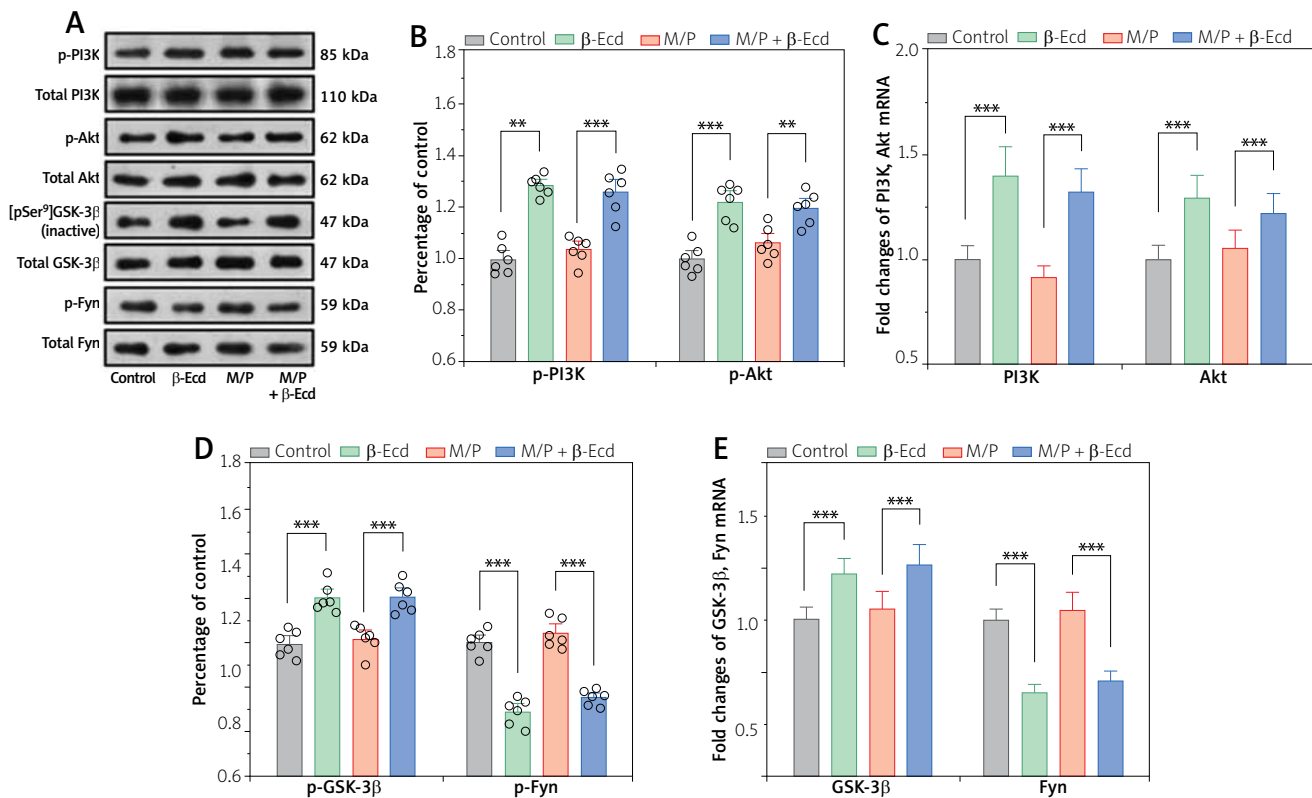 A
p-PI3K 85 kDa
Total PI3K 110 kDa
p-Akt 62 kDa
Total Akt 62 kDa
[pSer⁹]GSK-3β
(inactive) 47 kDa
Total GSK-3β 47 kDa
p-Fyn 59 kDa
Total Fyn 59 kDa
Control β-Ecd M/P M/P
+ β-Ecd
B
Control β-Ecd M/P M/P + β-Ecd
Percentage of control
1.8
1.6
1.4
1.2
1.0
0.8
0.6
** *** *** **
p-PI3K p-Akt
C
Control β-Ecd M/P M/P + β-Ecd
Fold changes of PI3K, Akt mRNA
2.0
1.5
1.0
0.5
*** *** *** ***
PI3K Akt
D
Control β-Ecd M/P M/P + β-Ecd
Percentage of control
1.8
1.6
1.4
1.2
1.0
0.8
0.6
*** *** *** ***
p-GSK-3β p-Fyn
E
Control β-Ecd M/P M/P + β-Ecd
Fold changes of GSK-3β, Fyn mRNA
1.5
1.0
0.5
*** *** *** ***
GSK-3β Fyn